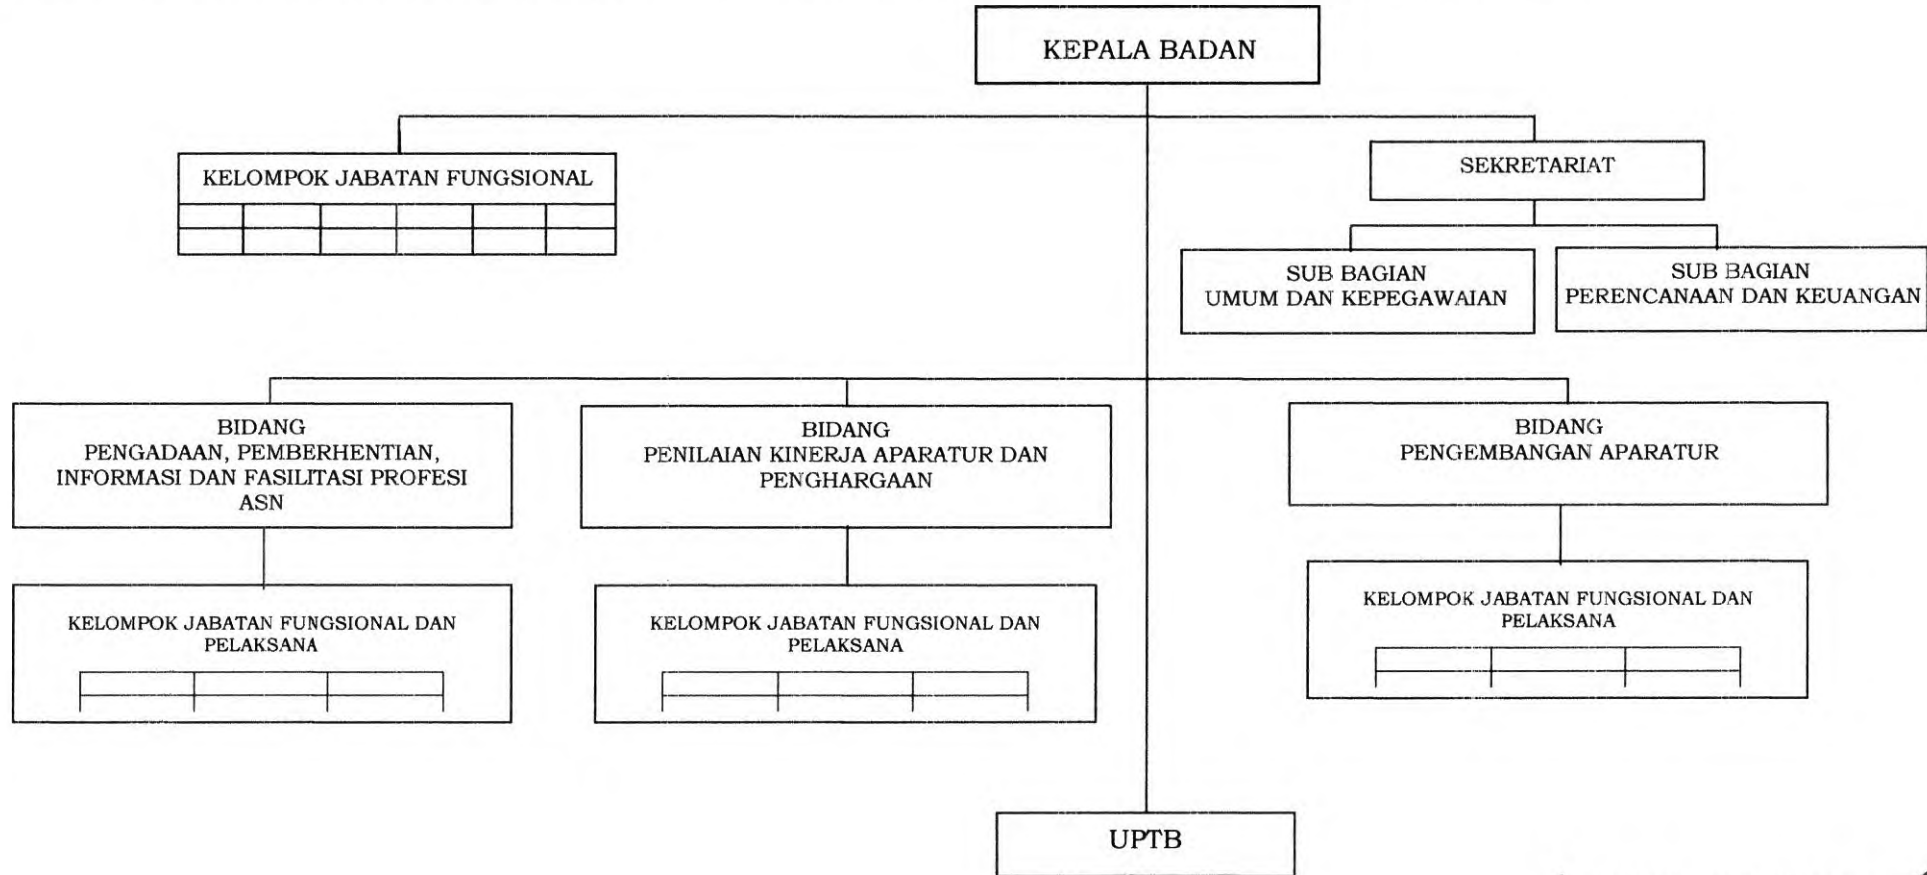 KEPALA BADAN
KELOMPOK JABATAN FUNGSIONAL
SEKRETARIAT
SUB BAGIAN
UMUM DAN KEPEGAWAIAN
SUB BAGIAN
PERENCANAAN DAN KEUANGAN
BIDANG
PENGADAAN, PEMBERHENTIAN,
INFORMASI DAN FASILITASI PROFESI
ASN
BIDANG
PENILAIAN KINERJA APARATUR DAN
PENGHARGAAN
BIDANG
PENGEMBANGAN APARATUR
KELOMPOK JABATAN FUNGSIONAL DAN
PELAKSANA
KELOMPOK JABATAN FUNGSIONAL DAN
PELAKSANA
KELOMPOK JABATAN FUNGSIONAL DAN
PELAKSANA
UPTB